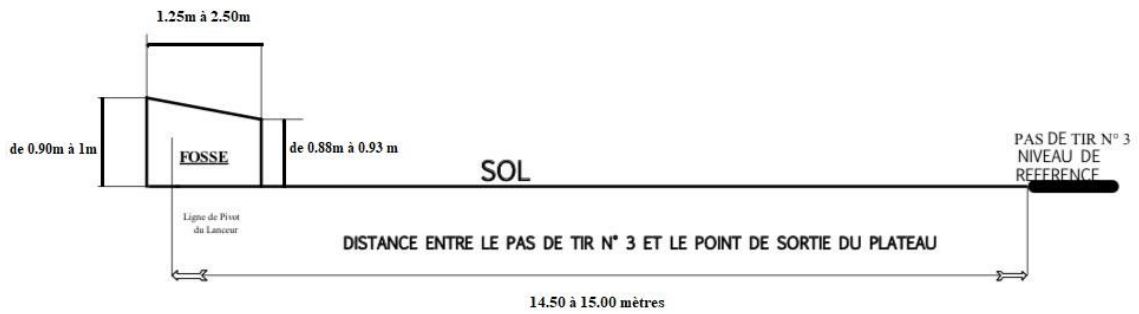 1.25m à 2.50m
de 0.90m à 1m
FOSSE
de 0.88m à 0.93 m
SOL
PAS DE TIR N° 3
NIVEAU DE
REFERENCE
Ligne de Pivot
du Lanceur
DISTANCE ENTRE LE PAS DE TIR N° 3 ET LE POINT DE SORTIE DU PLATEAU
14.50 à 15.00 mètres